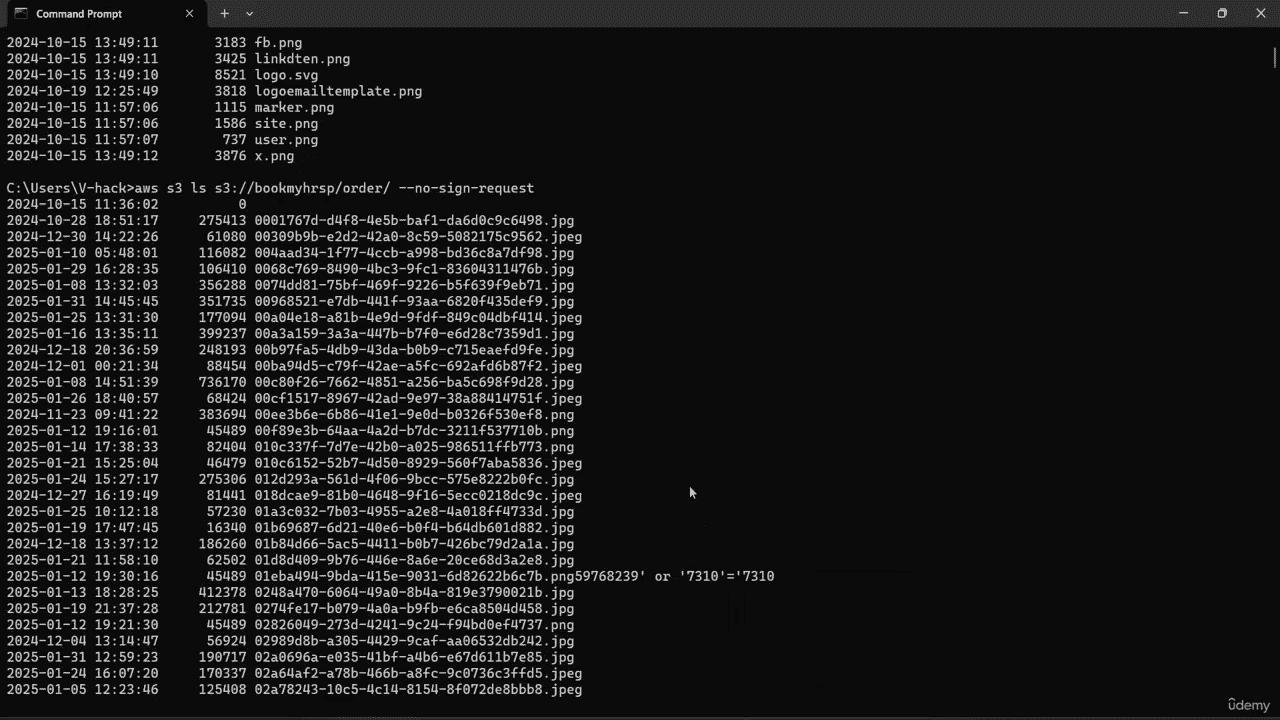 Command Prompt
2024-10-15 13:49:11       3183 fb.png
2024-10-15 13:49:11       3425 linkdten.png
2024-10-15 13:49:10       8521 logo.svg
2024-10-19 12:25:49       3818 logoemailtemplate.png
2024-10-15 11:57:06       1115 marker.png
2024-10-15 11:57:06       1586 site.png
2024-10-15 11:57:07        737 user.png
2024-10-15 13:49:12       3876 x.png
C:\Users\V-hack>aws s3 ls s3://bookmyhrsp/order/ --no-sign-request
2024-10-15 11:36:02          0
2024-10-28 18:51:17     275413 0001767d-d4f8-4e5b-baf1-da6d0c9c6498.jpg
2024-12-30 14:22:26      61080 00309b9b-e2d2-42a0-8c59-5082175c9562.jpeg
2025-01-10 05:48:01     116082 004aad34-1f77-4ccb-a998-bd36c8a7df98.jpg
2025-01-29 16:28:35     106410 0068c769-8490-4bc3-9fc1-83604311476b.jpg
2025-01-08 13:32:03     356288 0074dd81-75bf-469f-9226-b5f639f9eb71.jpg
2025-01-31 14:45:45     351735 00968521-e7db-441f-93aa-6820f435def9.jpg
2025-01-25 13:31:30     177094 00a04e18-a81b-4e9d-9fdf-849c04dbf414.jpeg
2025-01-16 13:35:11     399237 00a3a159-3a3a-447b-b7f0-e6d28c7359d1.jpg
2024-12-18 20:36:59     248193 00b97fa5-4db9-43da-b0b9-c715eaefd9fe.jpg
2024-12-01 00:21:34      88454 00ba94d5-c79f-42ae-a5fc-692afd6b87f2.jpeg
2025-01-08 14:51:39     736170 00c80f26-7662-4851-a256-ba5c698f9d28.jpg
2025-01-26 18:40:57      68424 00cf1517-8967-42ad-9e97-38a88414751f.jpeg
2024-11-23 09:41:22     383694 00ee3b6e-6b86-41e1-9e0d-b0326f530ef8.png
2025-01-12 19:16:01      45489 00f89e3b-64aa-4a2d-b7dc-3211f537710b.png
2025-01-14 17:38:33      82404 010c337f-7d7e-42b0-a025-986511ffb773.png
2025-01-21 15:25:04      46479 010c6152-52b7-4d50-8929-560f7aba5836.jpeg
2025-01-24 15:27:17     275306 012d293a-561d-4f06-9bcc-575e8222b0fc.jpg
2024-12-27 16:19:49      81441 018dcae9-81b0-4648-9f16-5ecc0218dc9c.jpeg
2025-01-25 10:12:18      57230 01a3c032-7b03-4955-a2e8-4a018ff4733d.jpg
2025-01-19 17:47:45      16340 01b69687-6d21-40e6-b0f4-b64db601d882.jpg
2024-12-18 13:37:12     186260 01b84d66-5ac5-4411-b0b7-426bc79d2a1a.jpg
2025-01-21 11:58:10      62502 01d8d409-9b76-446e-8a6e-20ce68d3a2e8.jpg
2025-01-12 19:30:16      45489 01eba494-9bda-415e-9031-6d82622b6c7b.png59768239' or '7310'='7310
2025-01-13 18:28:25     412378 0248a470-6064-49a0-8b4a-819e3790021b.jpg
2025-01-19 21:37:28     212781 0274fe17-b079-4a0a-b9fb-e6ca8504d458.jpg
2025-01-12 19:21:30      45489 02826049-273d-4241-9c24-f94bd0ef4737.png
2024-12-04 13:14:47      56924 02989d8b-a305-4429-9caf-aa06532db242.jpg
2025-01-31 12:59:23     190717 02a0696a-e035-41bf-a4b6-e67d611b7e85.jpg
2025-01-24 16:07:20     170337 02a64af2-a78b-466b-a8fc-9c0736c3ffd5.jpeg
2025-01-05 12:23:46     125408 02a78243-10c5-4c14-8154-8f072de8bbb8.jpeg
ûdemy